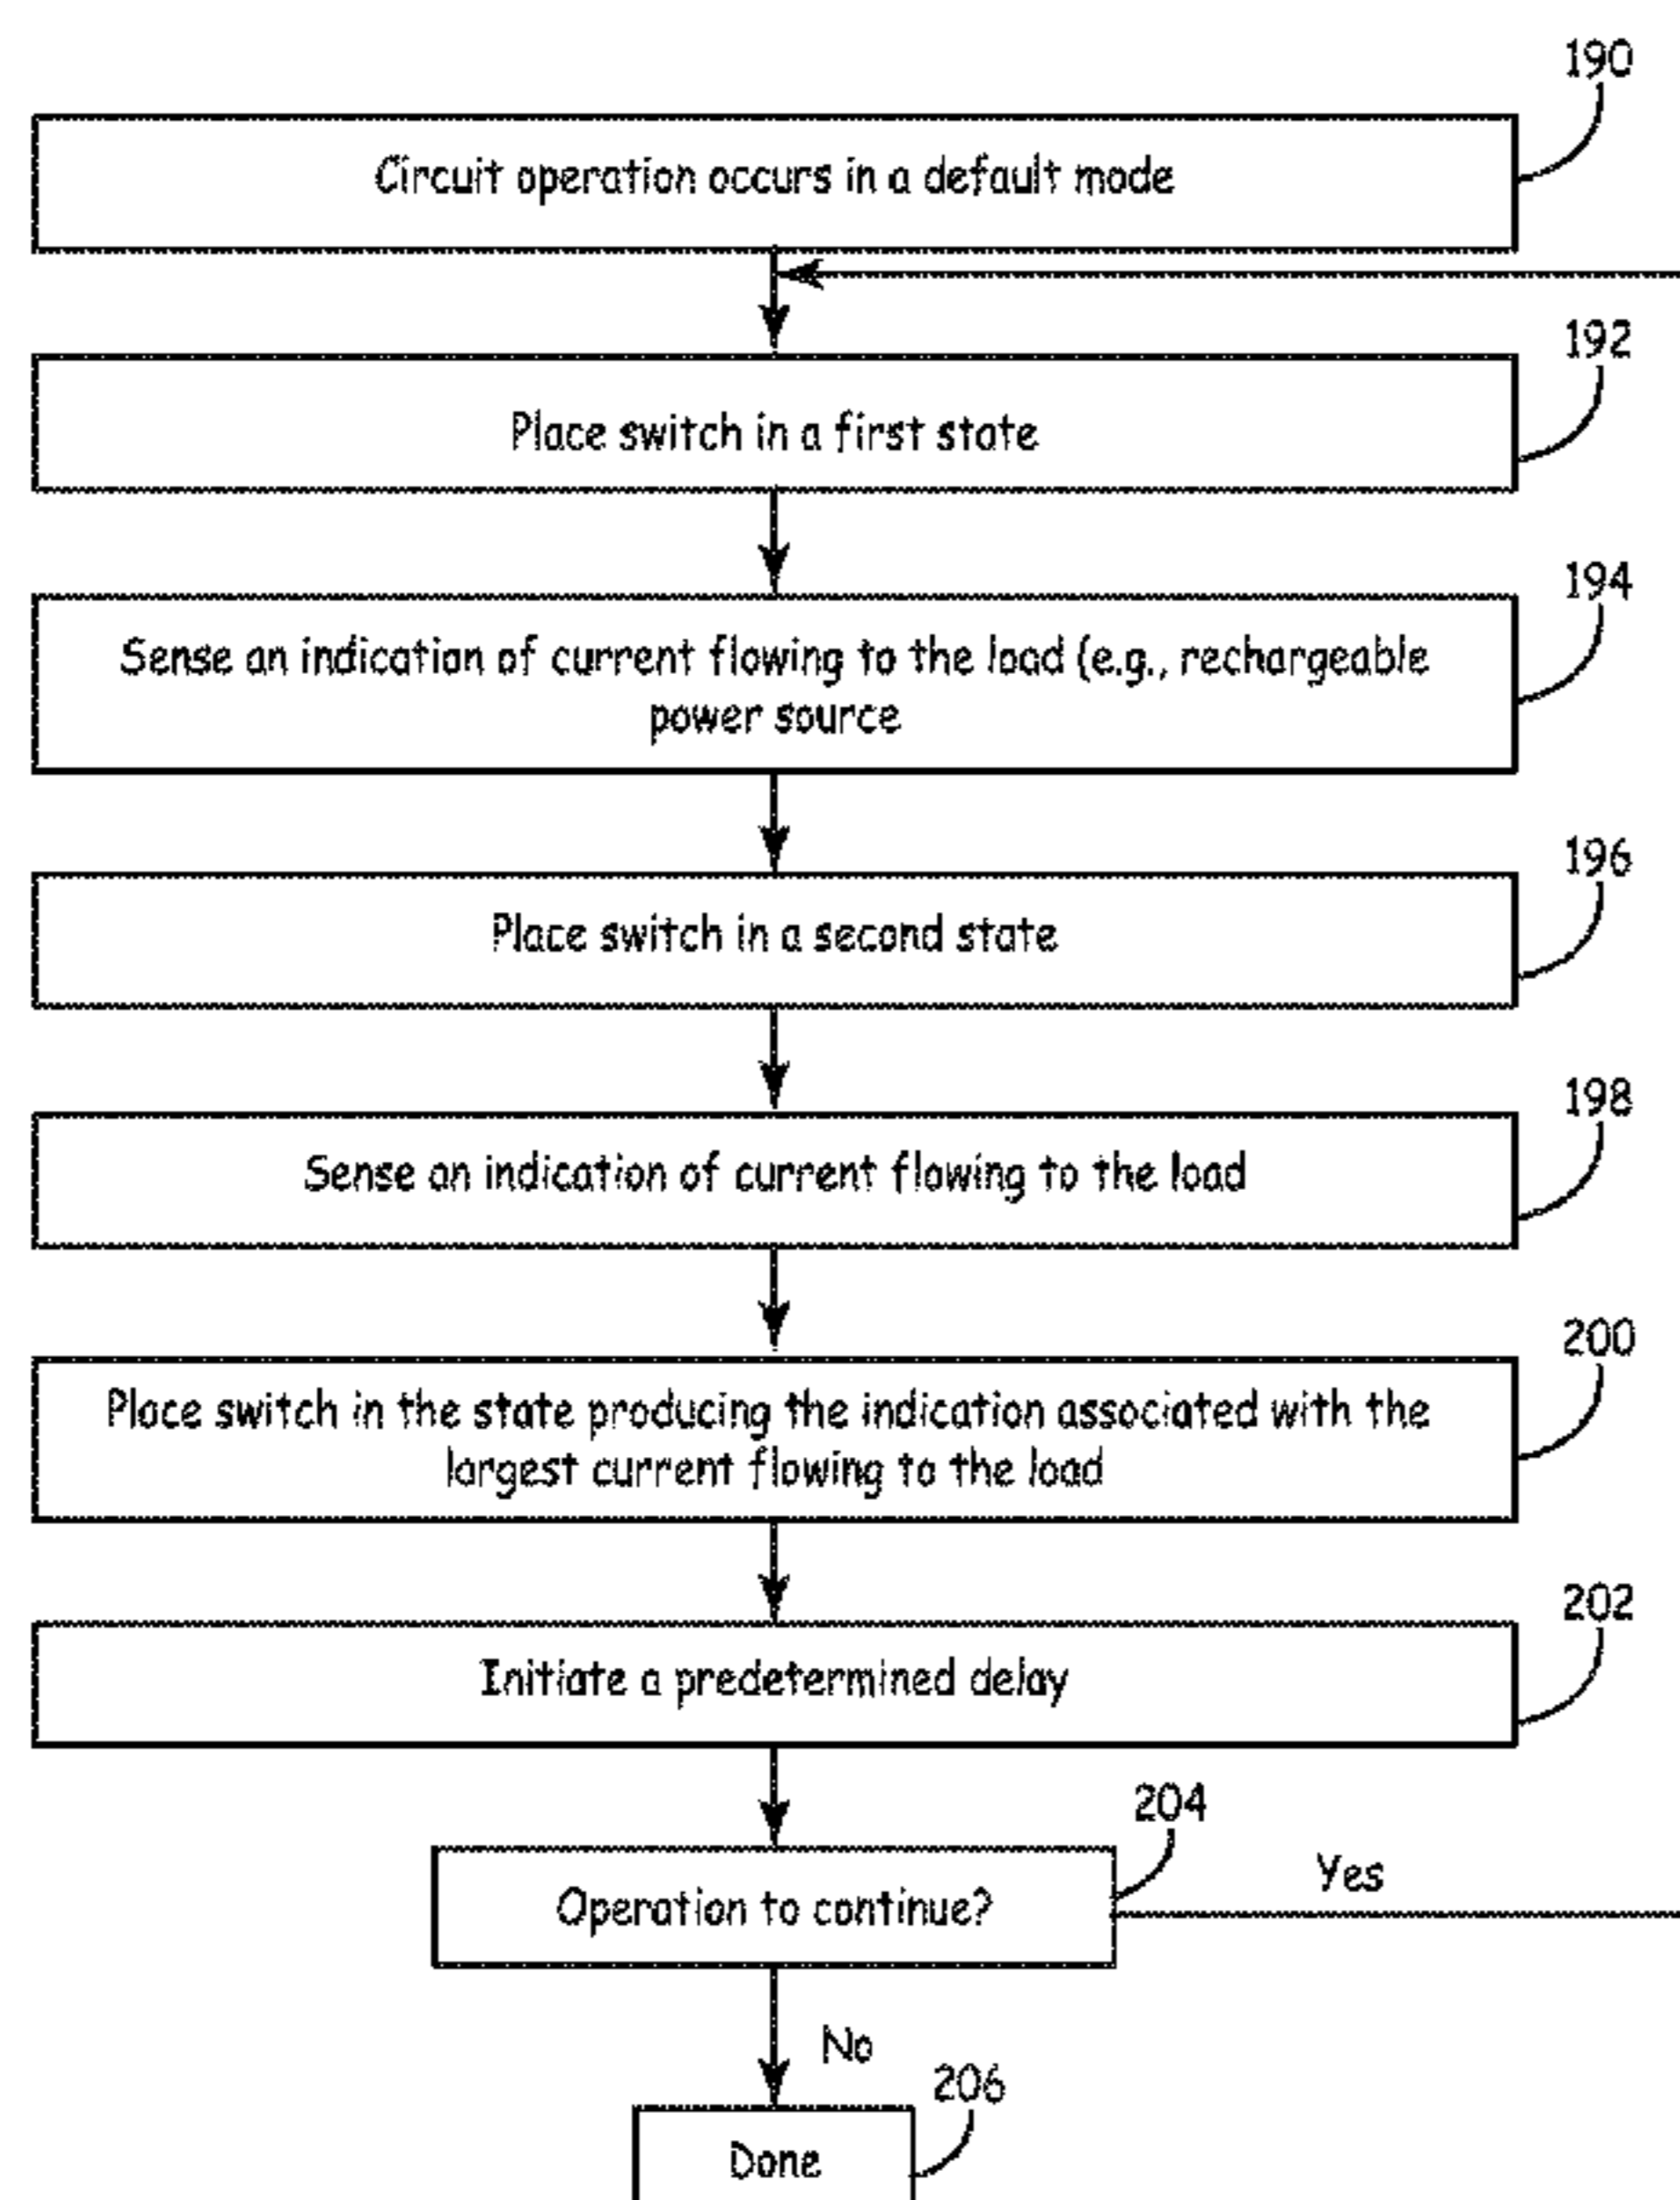 190
Circuit operation occurs in a default mode
192
Place switch in a first state
194
Sense an indication of current flowing to the load (e.g., rechargeable
power source
196
Place switch in a second state
198
Sense an indication of current flowing to the load
200
Place switch in the state producing the indication associated with the
largest current flowing to the load
202
Initiate a predetermined delay
204
Operation to continue?
Yes
No
206
Done